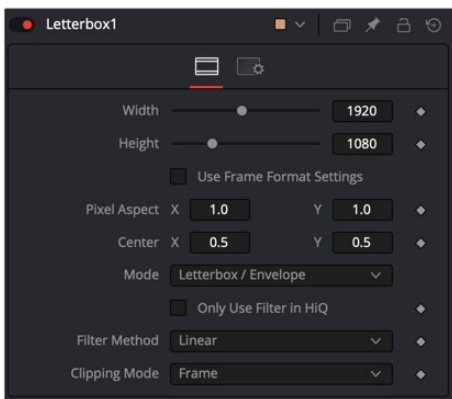 Letterbox1
Width 1920
Height 1080
Use Frame Format Settings
Pixel Aspect X 1.0 Y 1.0
Center X 0.5 Y 0.5
Mode Letterbox / Envelope
Only Use Filter in HiQ
Filter Method Linear
Clipping Mode Frame